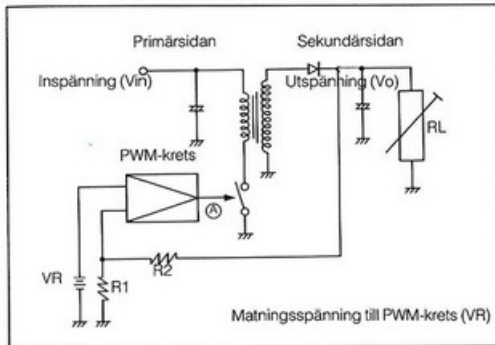 Primärsidan
Sekundärsidan
Inspänning (Vin)
Utspänning (Vo)
RL
PWM-krets
A
R2
VR
R1
Matningsspänning till PWM-krets (VR)